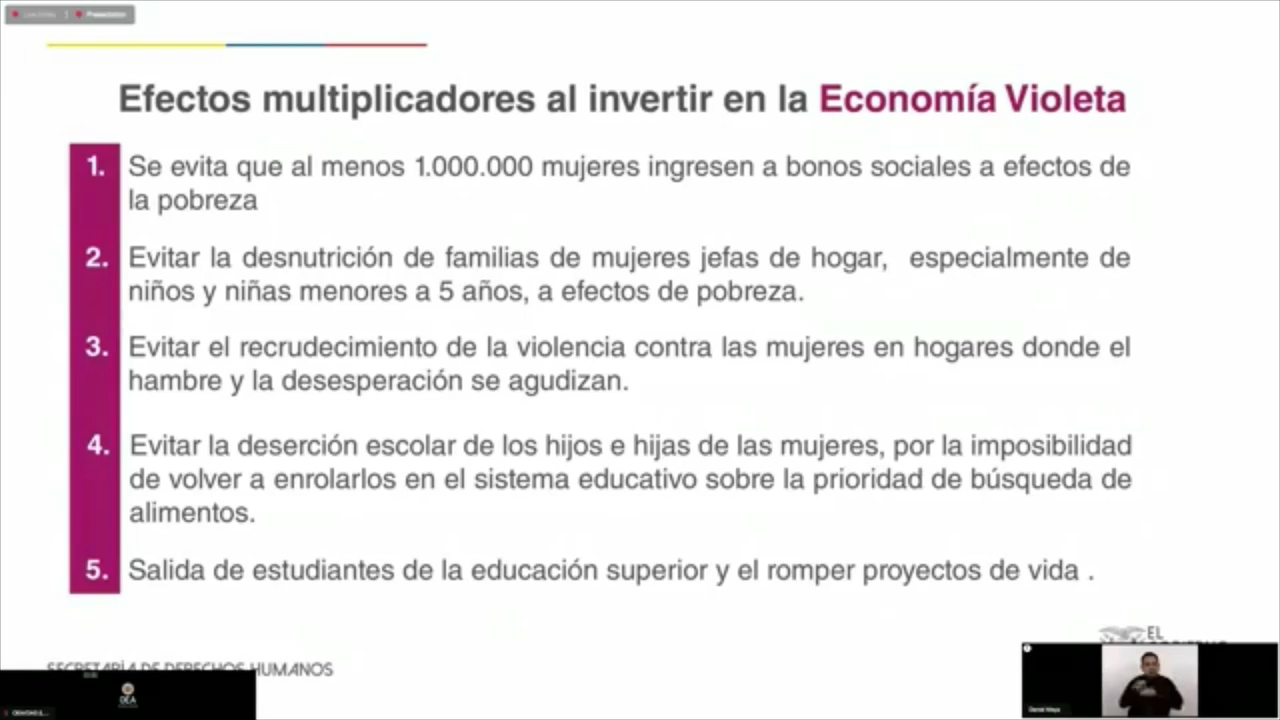 Efectos multiplicadores al invertir en la Economía Violeta
1. Se evita que al menos 1.000.000 mujeres ingresen a bonos sociales a efectos de
la pobreza
2. Evitar la desnutrición de familias de mujeres jefas de hogar, especialmente de
niños y niñas menores a 5 años, a efectos de pobreza.
3. Evitar el recrudecimiento de la violencia contra las mujeres en hogares donde el
hambre y la desesperación se agudizan.
4. Evitar la deserción escolar de los hijos e hijas de las mujeres, por la imposibilidad
de volver a enrolarlos en el sistema educativo sobre la prioridad de búsqueda de
alimentos.
5. Salida de estudiantes de la educación superior y el romper proyectos de vida .
EL
SECRETARÍA DE DERECHOS HUMANOS
OEA